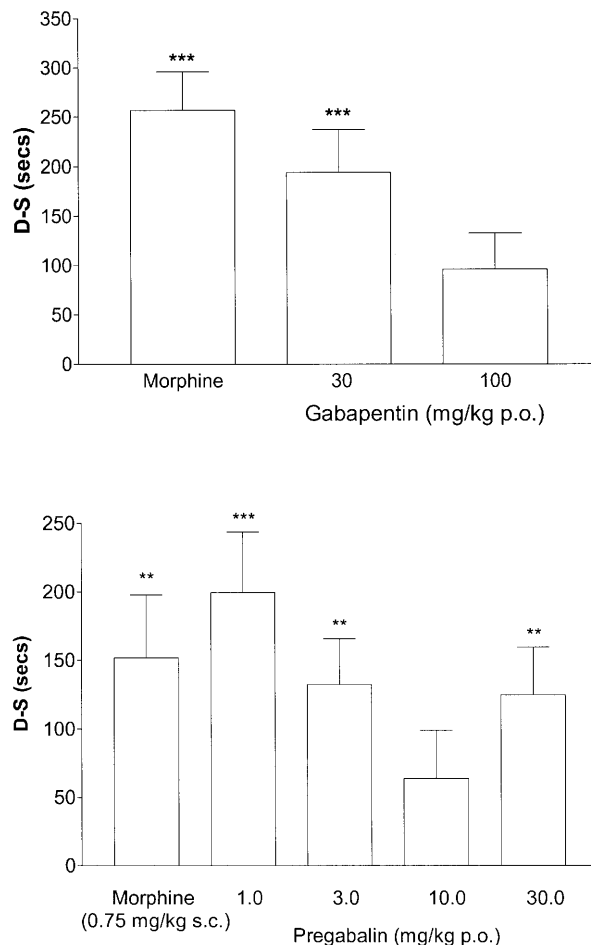 350
300
250
200
150
100
50
0
D-S (secs)
***
***
Morphine 30 100
Gabapentin (mg/kg p.o.)
250
200
150
100
50
0
D-S (secs)
**
***
**
**
Morphine 1.0 3.0 10.0 30.0
(0.75 mg/kg s.c.)
Pregabalin (mg/kg p.o.)